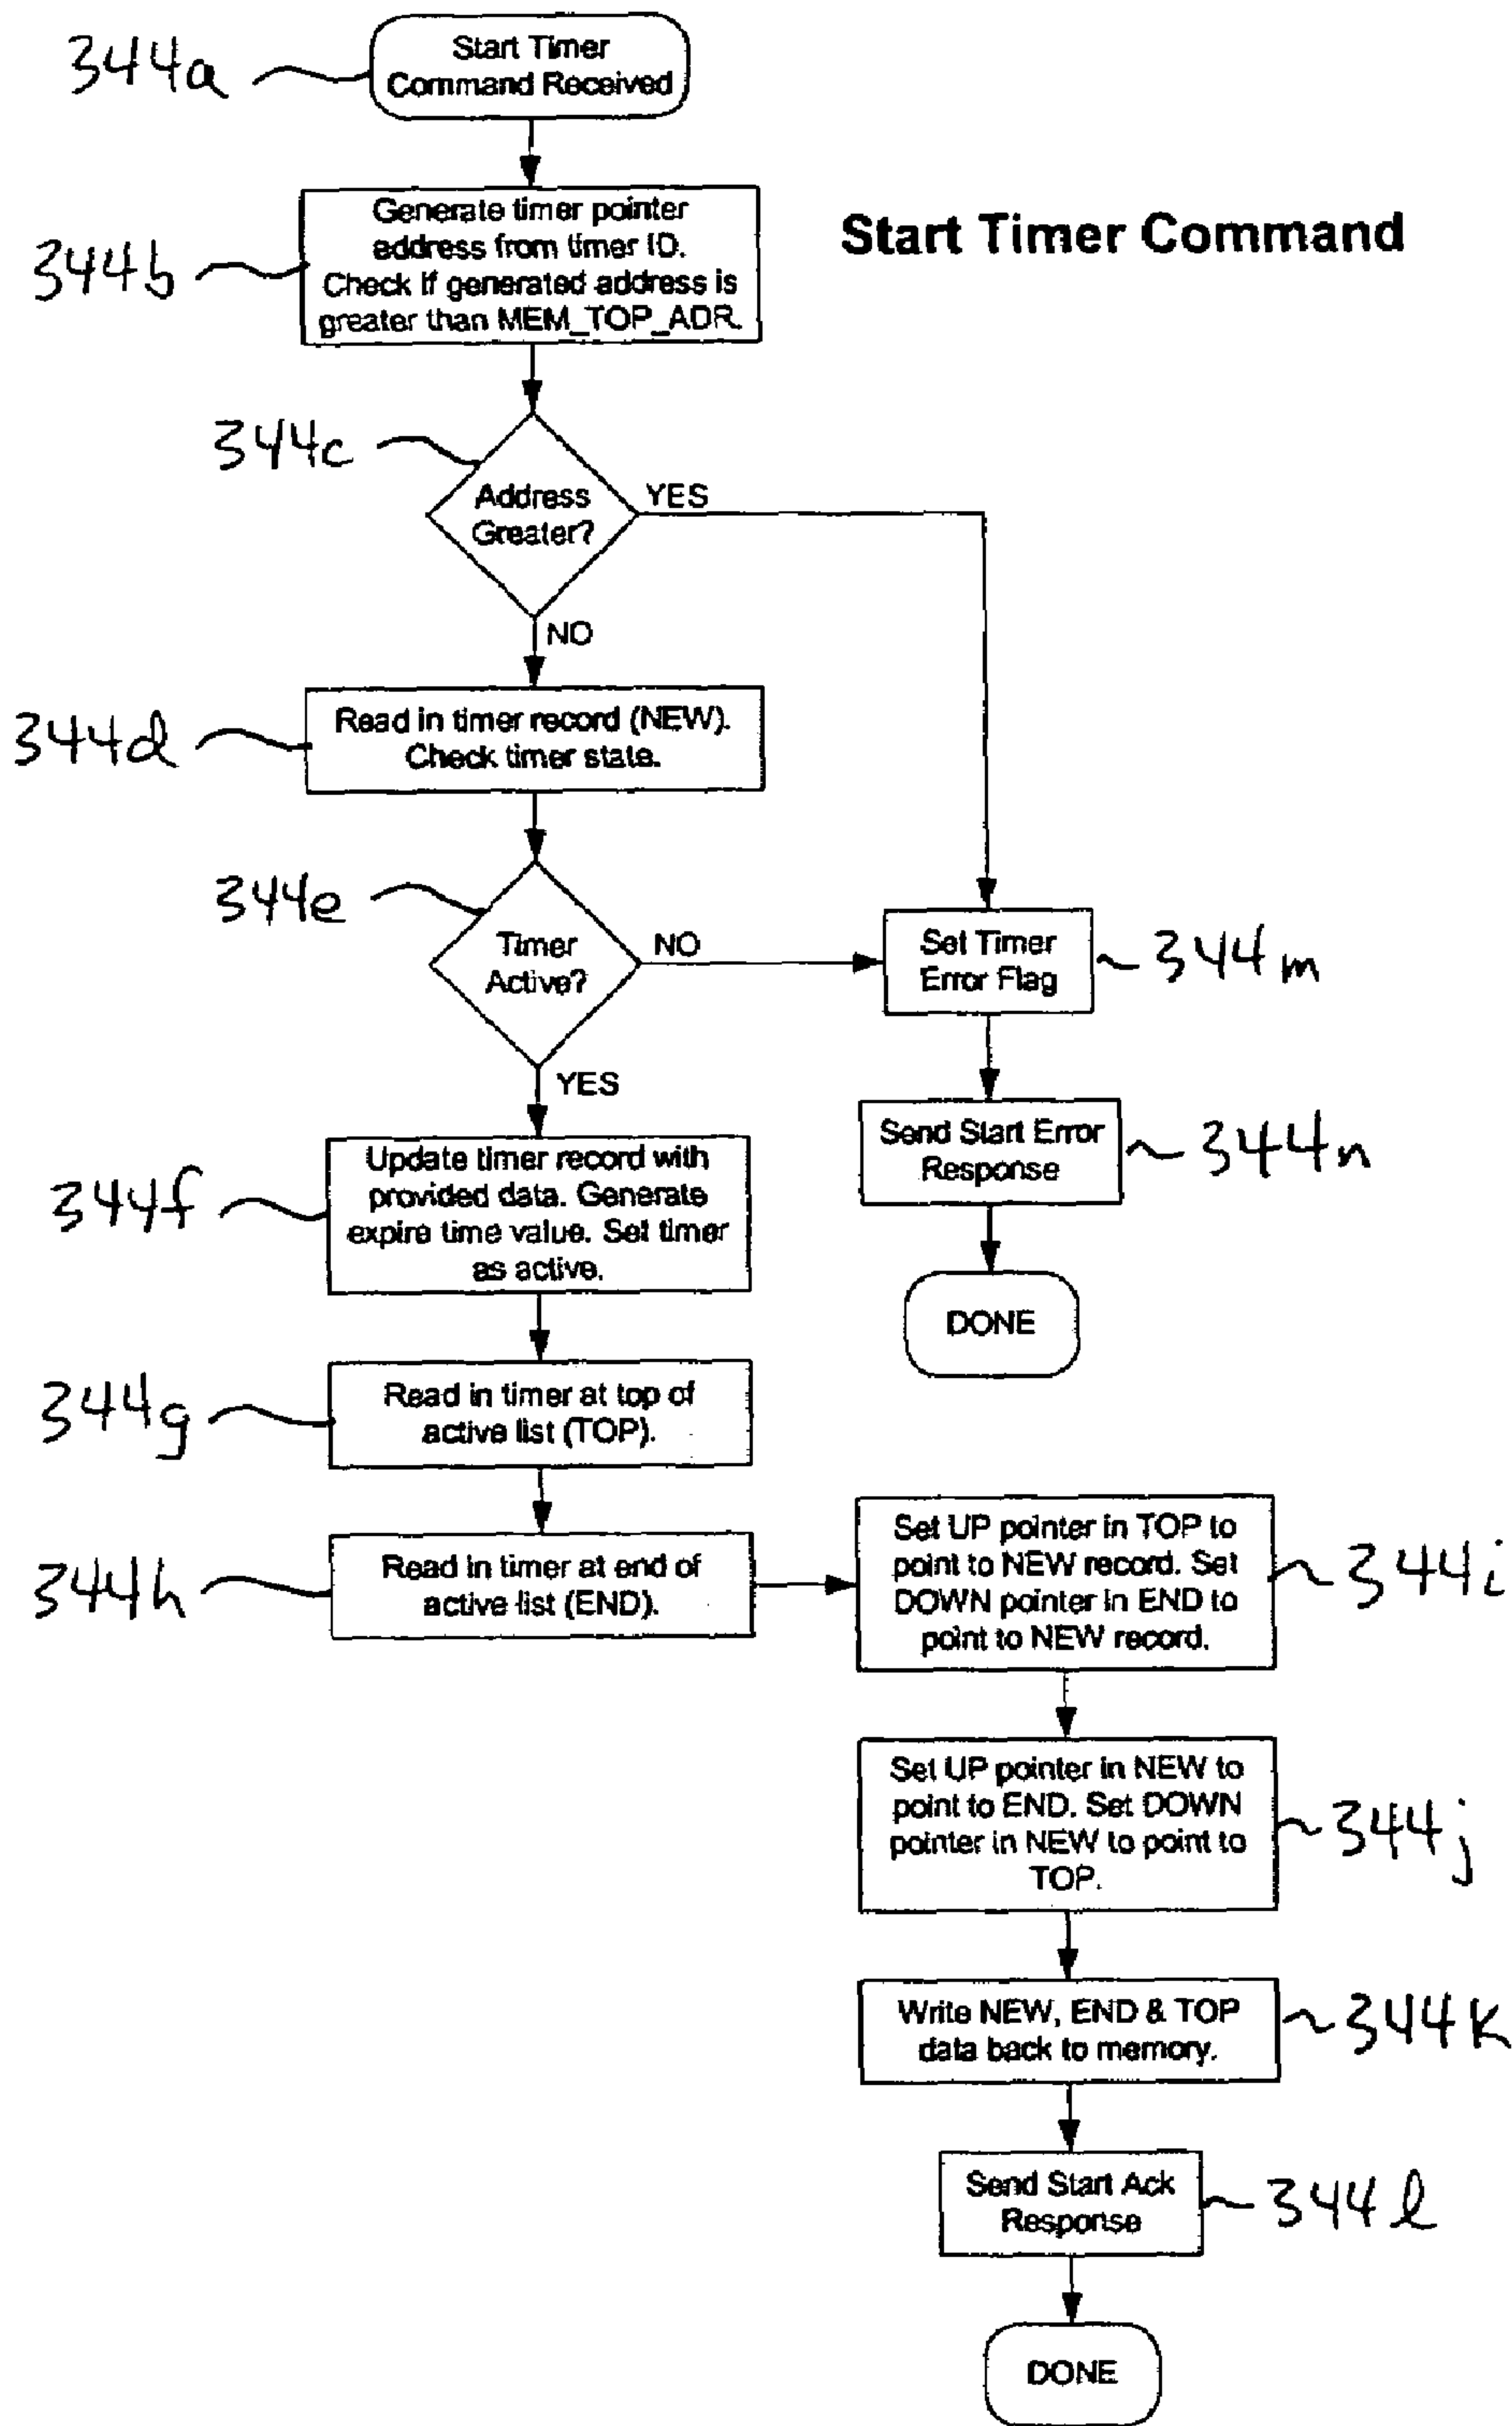 344a
Start Timer
Command Received
Start Timer Command
344b
Generate timer pointer
address from timer ID.
Check if generated address is
greater than MEM_TOP_ADR.
344c
Address
Greater?
YES
NO
344d
Read in timer record (NEW).
Check timer state.
344e
Timer
Active?
NO
YES
Set Timer
Error Flag
344m
Send Start Error
Response
344n
DONE
344f
Update timer record with
provided data. Generate
expire time value. Set timer
as active.
344g
Read in timer at top of
active list (TOP).
344h
Read in timer at end of
active list (END).
Set UP pointer in TOP to
point to NEW record. Set
DOWN pointer in END to
point to NEW record.
344i
Set UP pointer in NEW to
point to END. Set DOWN
pointer in NEW to point to
TOP.
344j
Write NEW, END & TOP
data back to memory.
344k
Send Start Ack
Response
344l
DONE